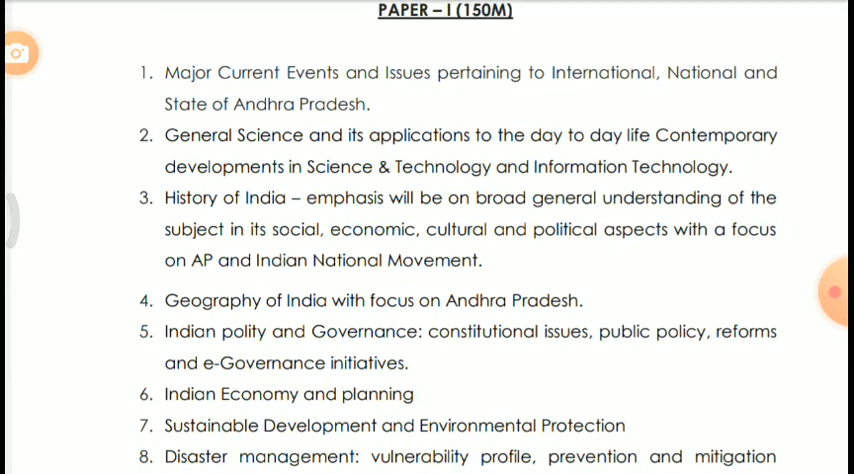 PAPER – I (150M)
1. Major Current Events and Issues pertaining to International, National and
State of Andhra Pradesh.
2. General Science and its applications to the day to day life Contemporary
developments in Science & Technology and Information Technology.
3. History of India – emphasis will be on broad general understanding of the
subject in its social, economic, cultural and political aspects with a focus
on AP and Indian National Movement.
4. Geography of India with focus on Andhra Pradesh.
5. Indian polity and Governance: constitutional issues, public policy, reforms
and e-Governance initiatives.
6. Indian Economy and planning
7. Sustainable Development and Environmental Protection
8. Disaster management: vulnerability profile, prevention and mitigation